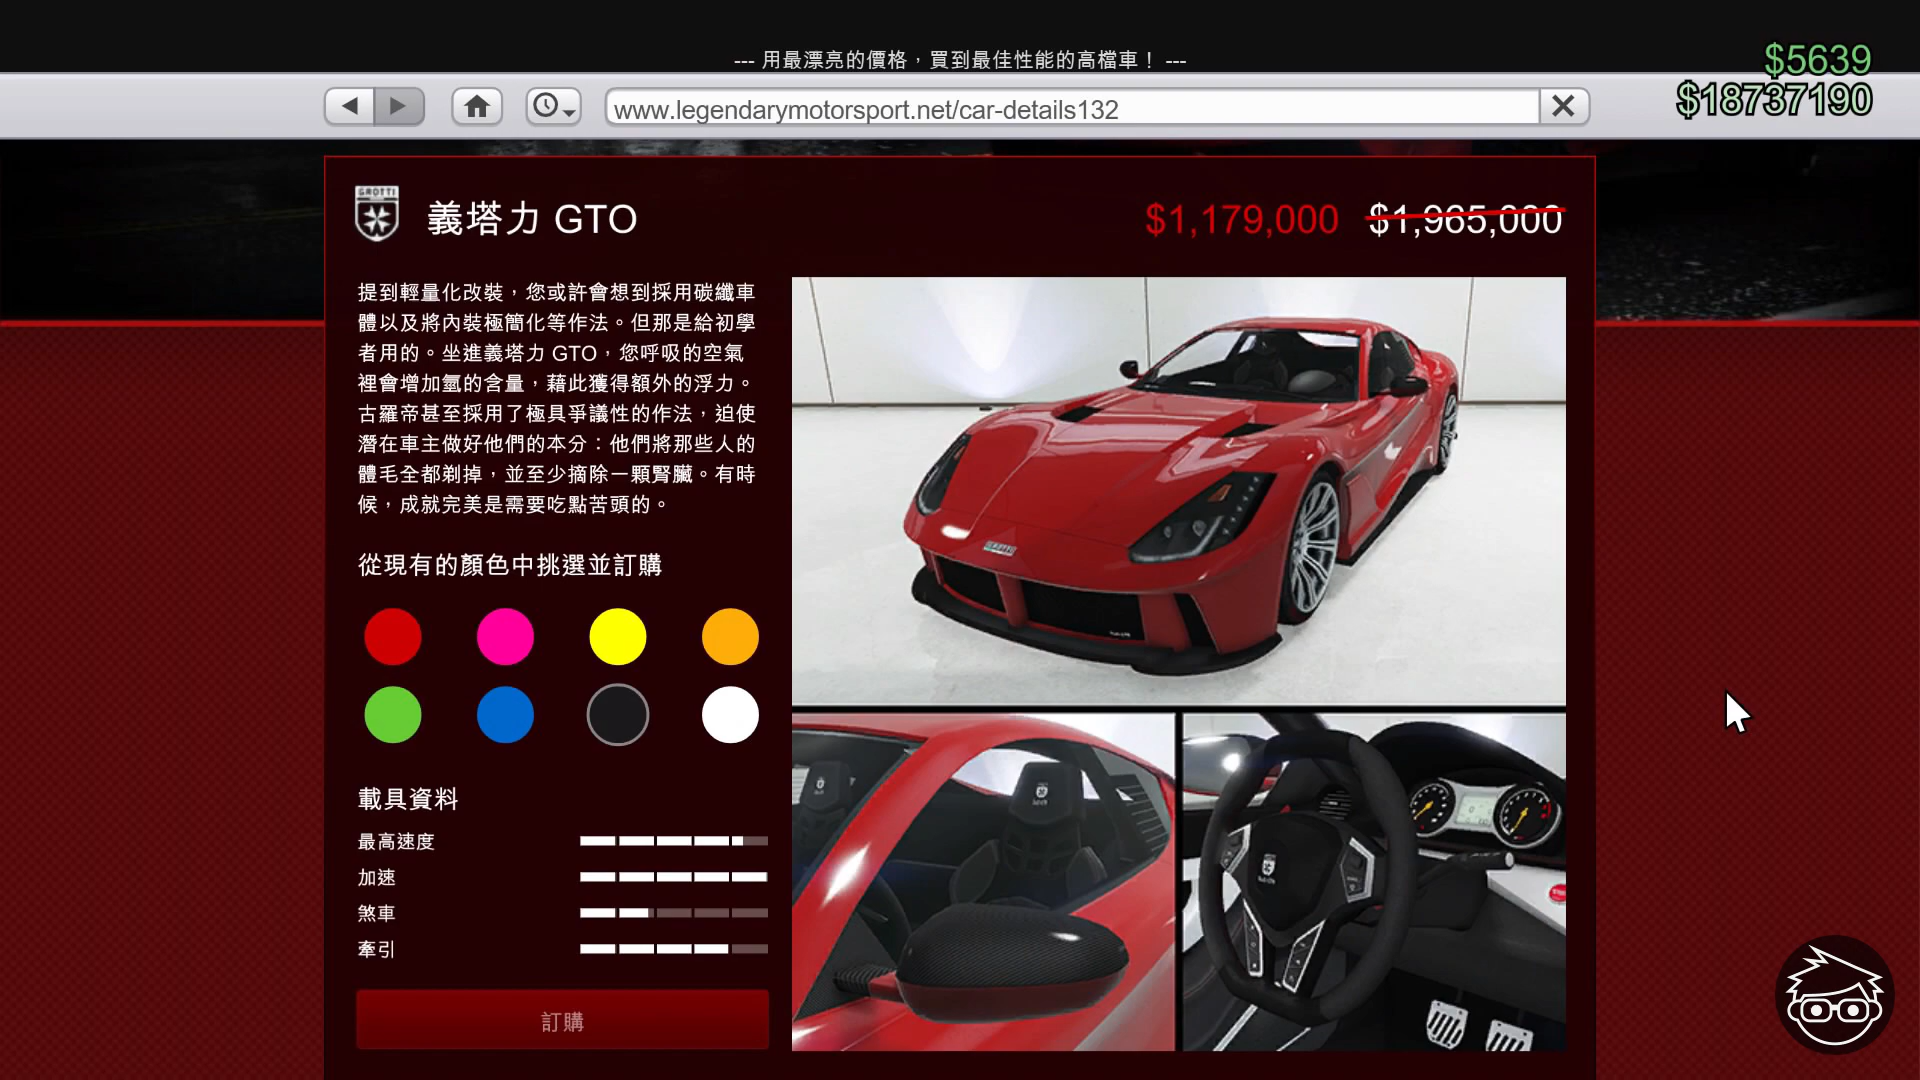 --- 用最漂亮的價格，買到最佳性能的高檔車！ ---
$5639
$18737190
www.legendarymotorsport.net/car-details132
GROTTI
義塔力 GTO
$1,179,000 $1,965,000
提到輕量化改裝，您或許會想到採用碳纖車
體以及將內裝極簡化等作法。但那是給初學
者用的。坐進義塔力 GTO，您呼吸的空氣
裡會增加氫的含量，藉此獲得額外的浮力。
古羅帝甚至採用了極具爭議性的作法，迫使
潛在車主做好他們的本分：他們將那些人的
體毛全都剃掉，並至少摘除一顆腎臟。有時
候，成就完美是需要吃點苦頭的。
從現有的顏色中挑選並訂購
載具資料
最高速度
加速
煞車
牽引
訂購